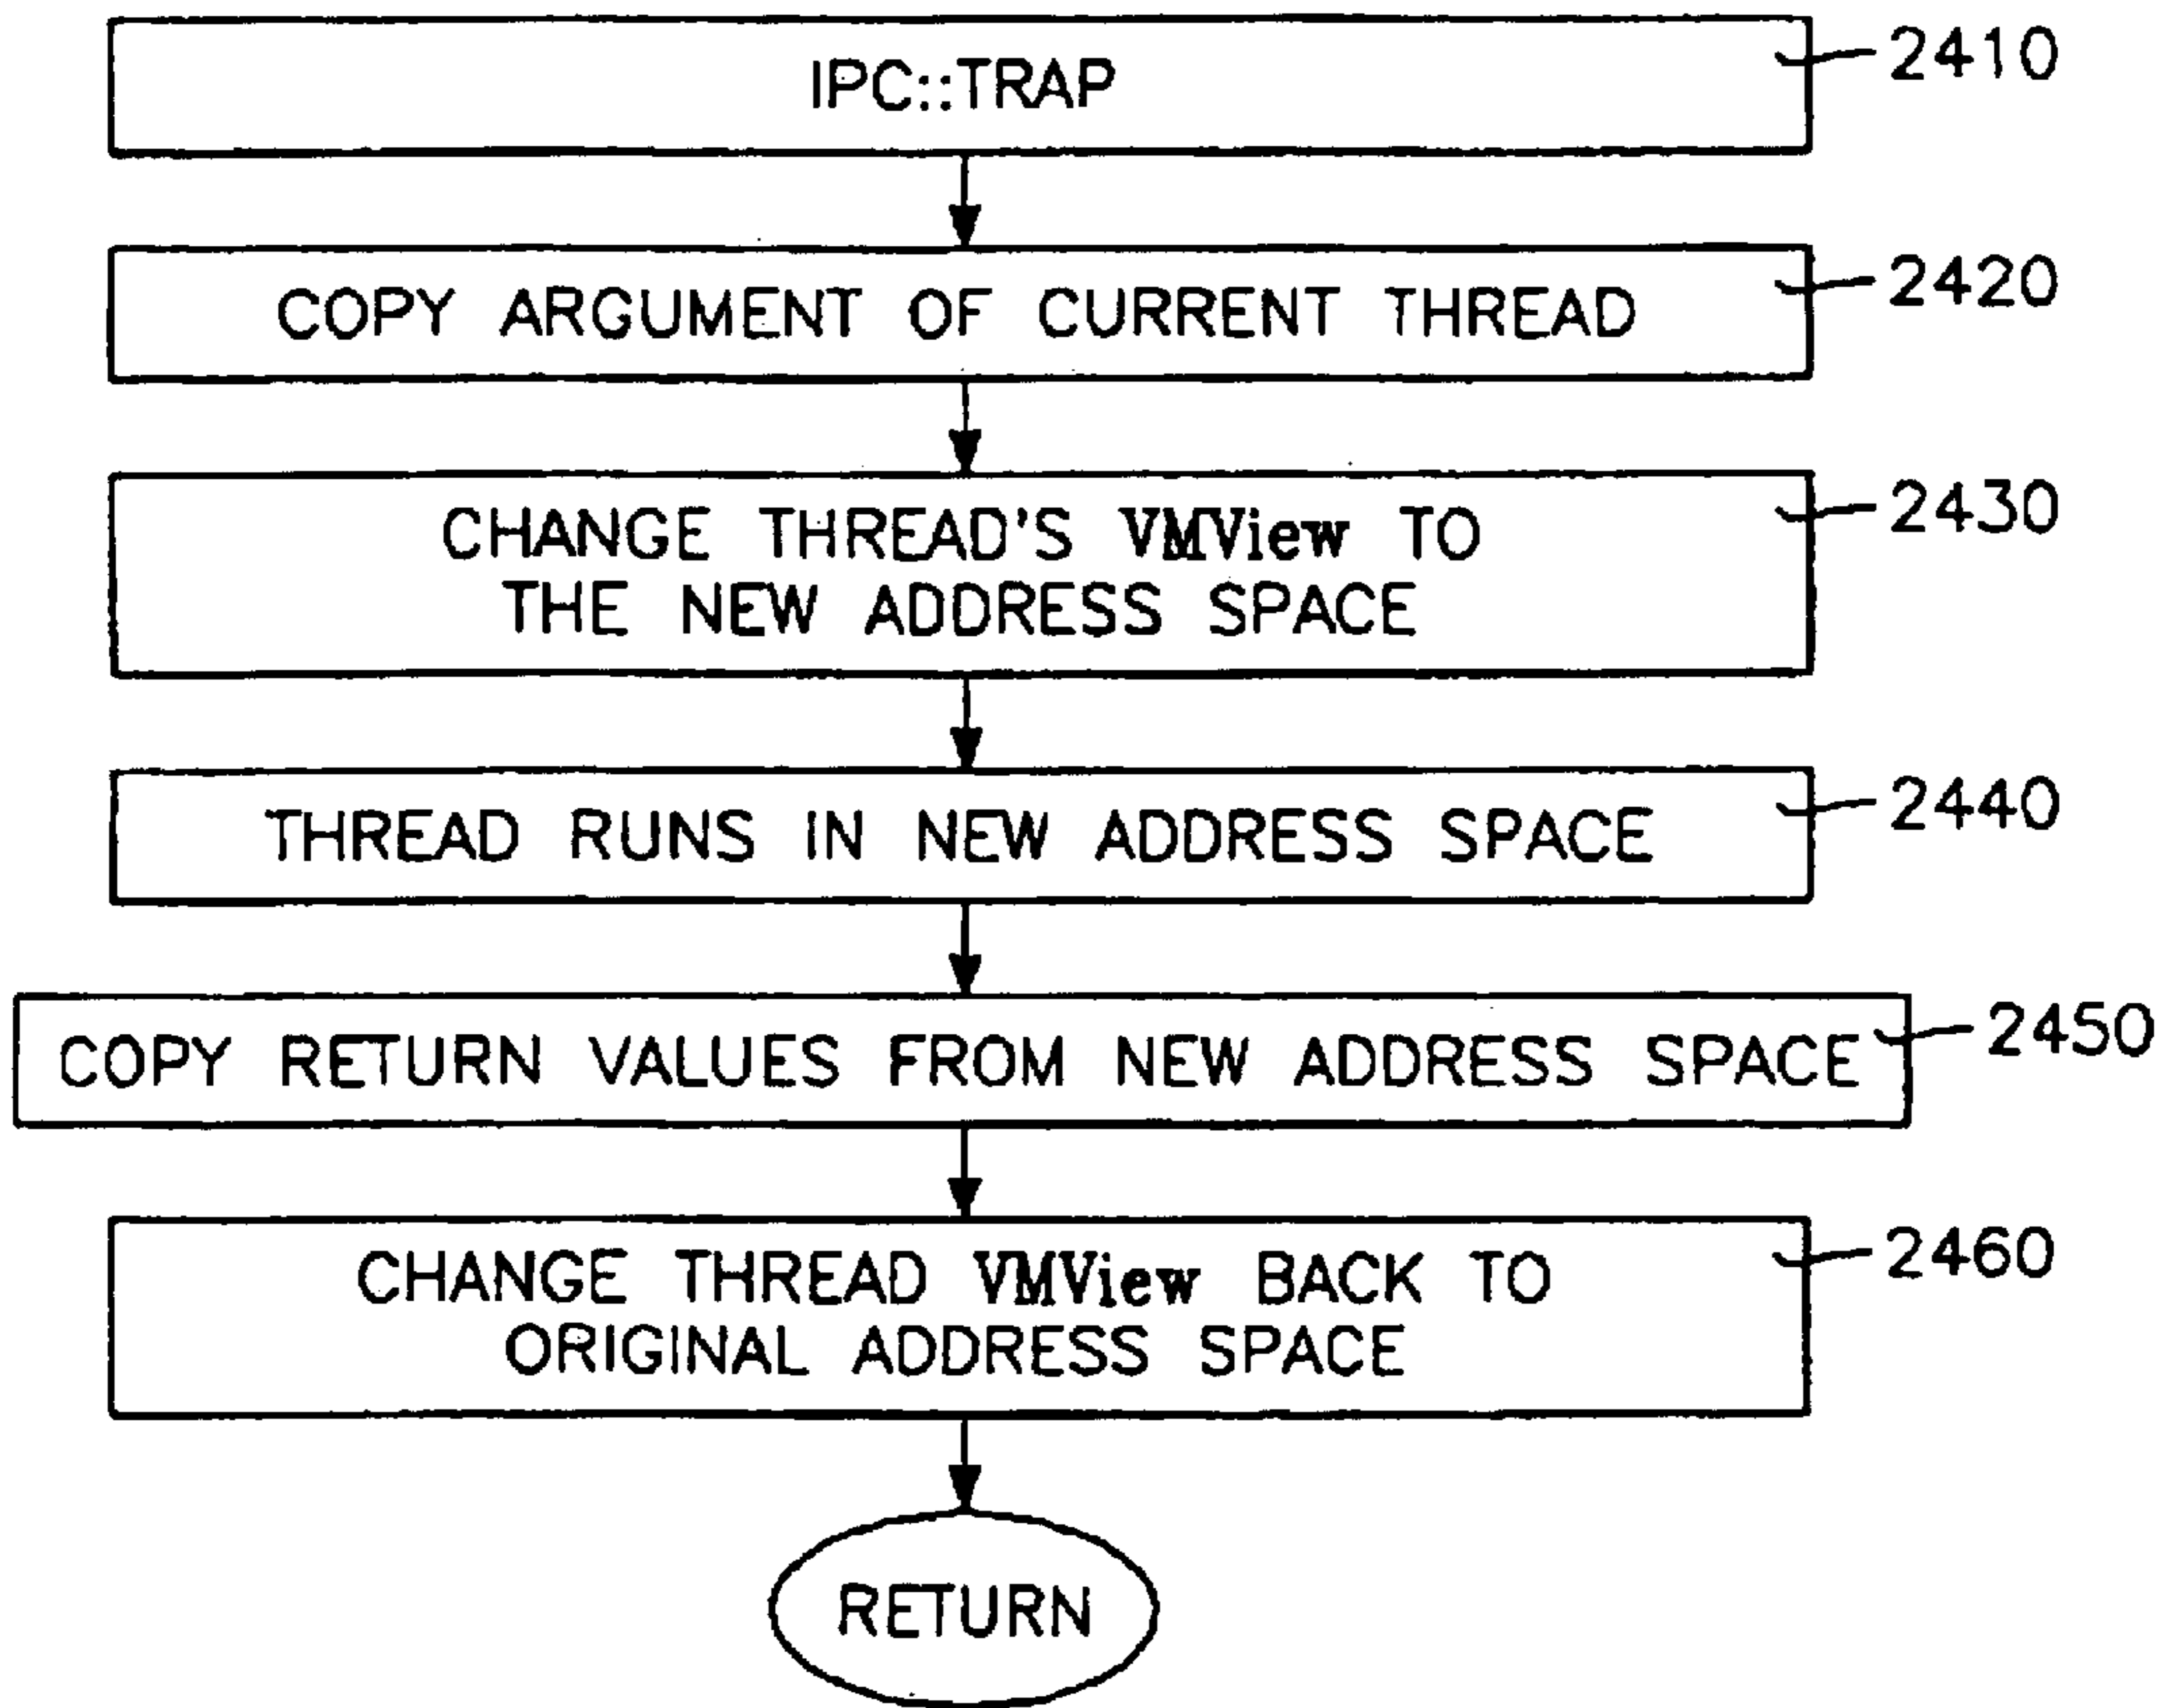 IPC::TRAP
2410
COPY ARGUMENT OF CURRENT THREAD
2420
CHANGE THREAD'S VMView TO
THE NEW ADDRESS SPACE
2430
THREAD RUNS IN NEW ADDRESS SPACE
2440
COPY RETURN VALUES FROM NEW ADDRESS SPACE
2450
CHANGE THREAD VMView BACK TO
ORIGINAL ADDRESS SPACE
2460
RETURN